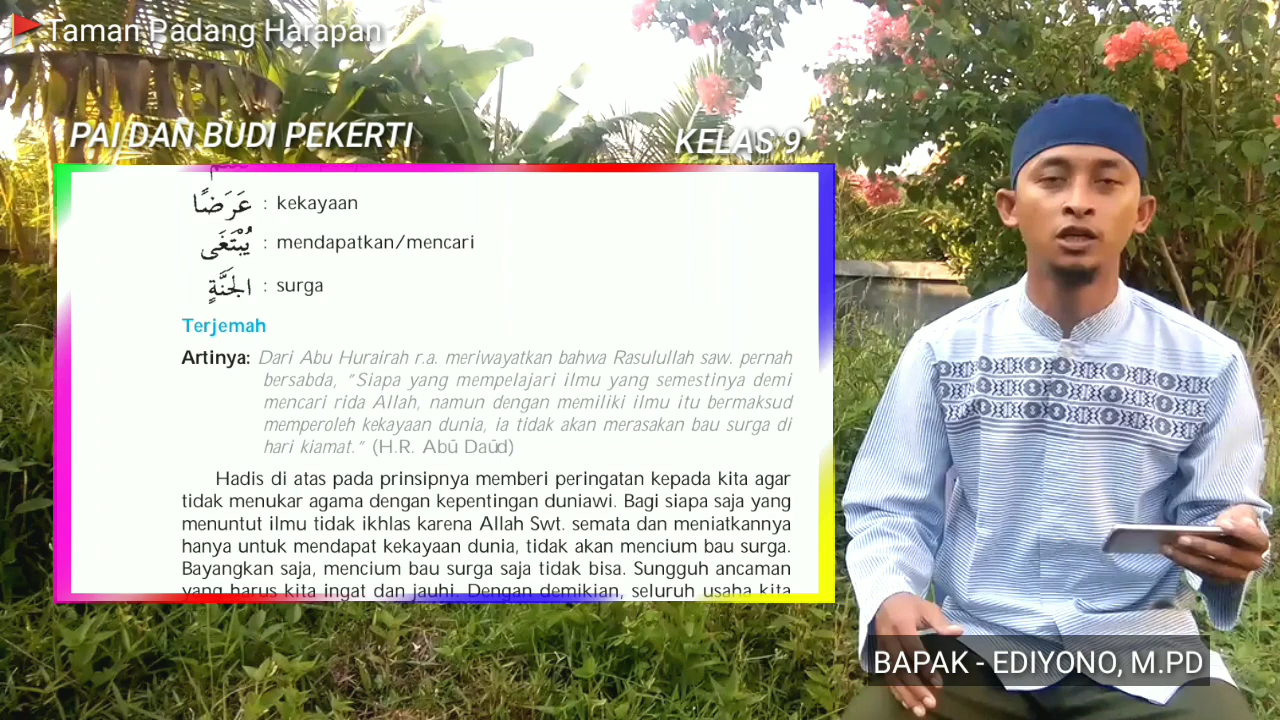 Taman Padang Harapan
PAI DAN BUDI PEKERTI
KELAS 9
عَرَضًا : kekayaan
يُبْتَغَى : mendapatkan/mencari
الجَنَّةِ : surga
Terjemah
Artinya: Dari Abu Hurairah r.a. meriwayatkan bahwa Rasulullah saw. pernah
bersabda, "Siapa yang mempelajari ilmu yang semestinya demi
mencari rida Allah, namun dengan memiliki ilmu itu bermaksud
memperoleh kekayaan dunia, ia tidak akan merasakan bau surga di
hari kiamat." (H.R. Abū Daūd)
Hadis di atas pada prinsipnya memberi peringatan kepada kita agar
tidak menukar agama dengan kepentingan duniawi. Bagi siapa saja yang
menuntut ilmu tidak ikhlas karena Allah Swt. semata dan meniatkannya
hanya untuk mendapat kekayaan dunia, tidak akan mencium bau surga.
Bayangkan saja, mencium bau surga saja tidak bisa. Sungguh ancaman
yang harus kita ingat dan jauhi. Dengan demikian, seluruh usaha kita
BAPAK - EDIYONO, M.PD